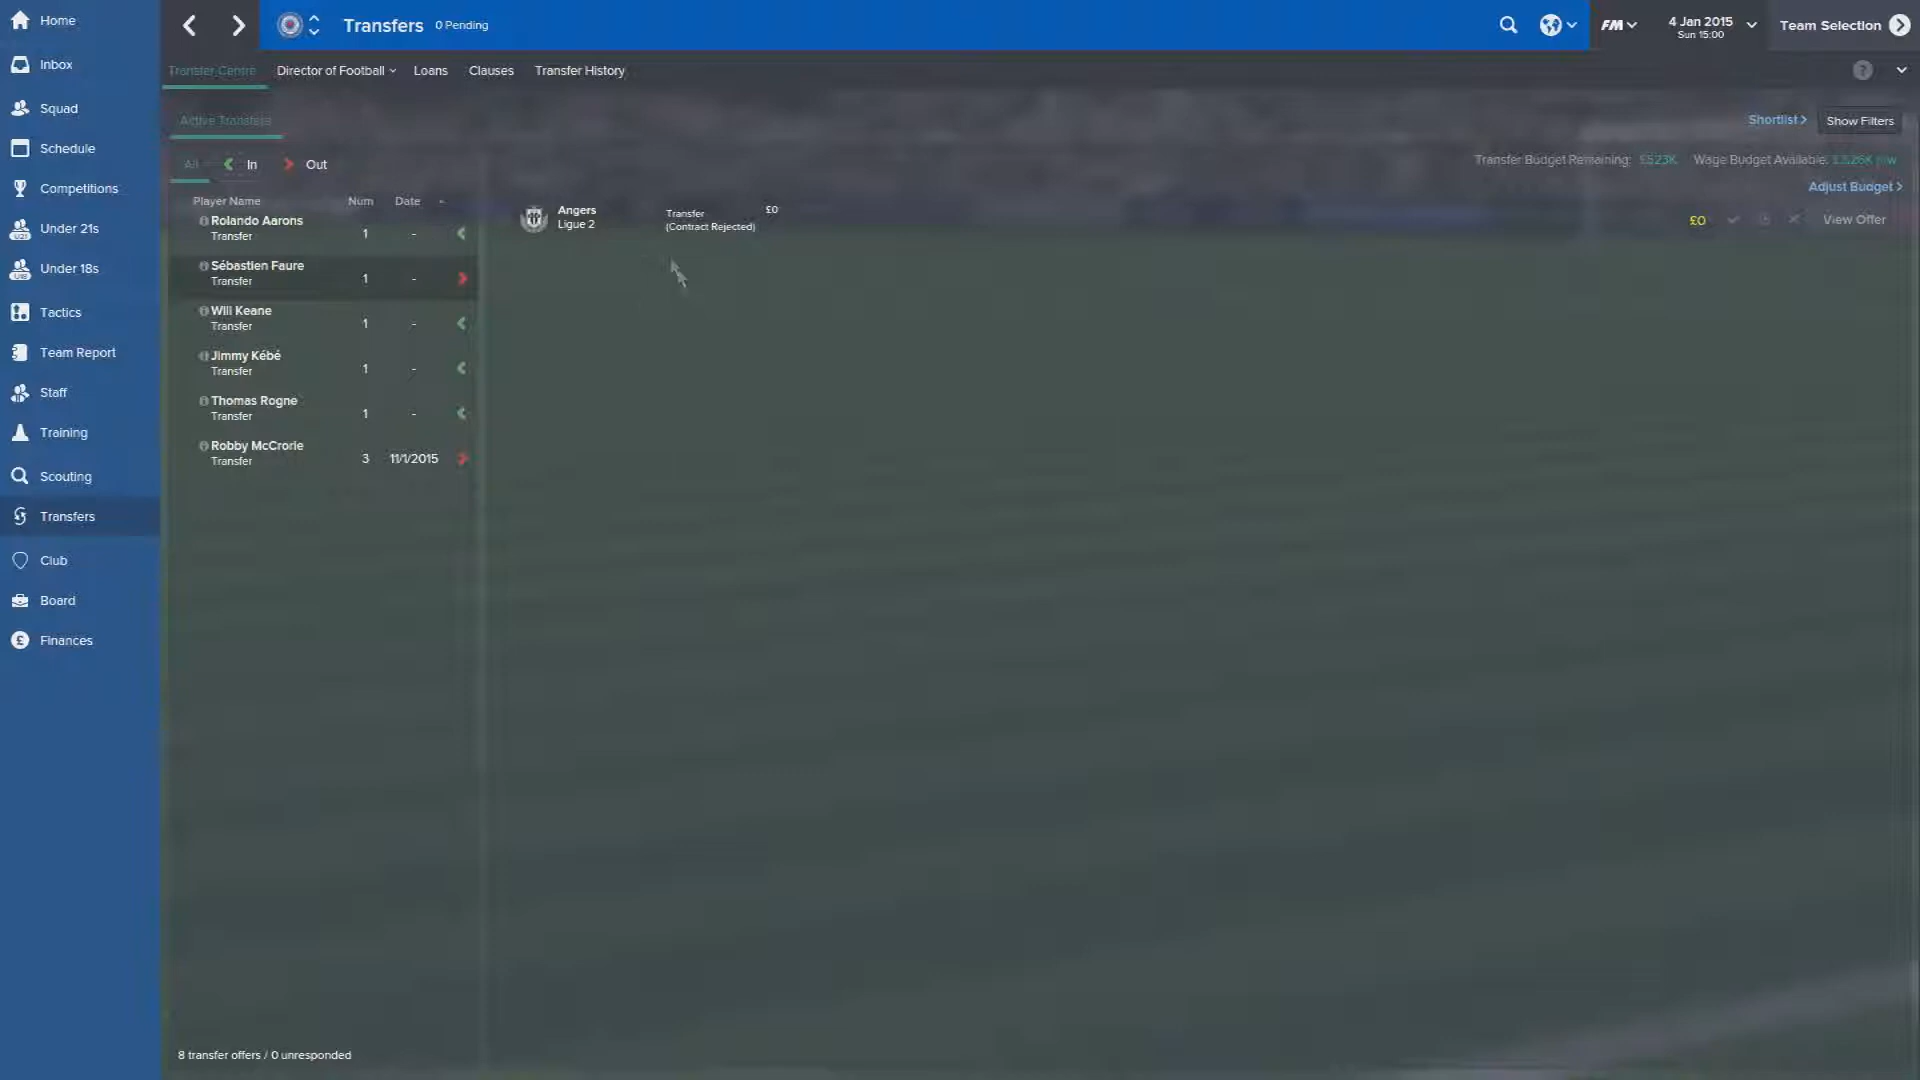 Home
Transfers 0 Pending
FM
4 Jan 2015
Sun 15:00
Team Selection
Inbox
Transfer Centre Director of Football Loans Clauses Transfer History
?
Squad
Active Transfers
Shortlist Show Filters
Schedule
All In Out
Transfer Budget Remaining: £523K Wage Budget Available:
Competitions
Adjust Budget
Player Name Num Date
Rolando Aarons
Transfer
1 -
Angers
Ligue 2
Transfer
(Contract Rejected)
£0
£0 View Offer
Under 21s
Sébastien Faure
Transfer
1 -
Under 18s
Will Keane
Transfer
1 -
Tactics
Jimmy Kébé
Transfer
1 -
Team Report
Thomas Rogne
Transfer
1 -
Staff
Robby McCrorie
Transfer
3 11/1/2015
Training
Scouting
Transfers
Club
Board
£ Finances
8 transfer offers / 0 unresponded